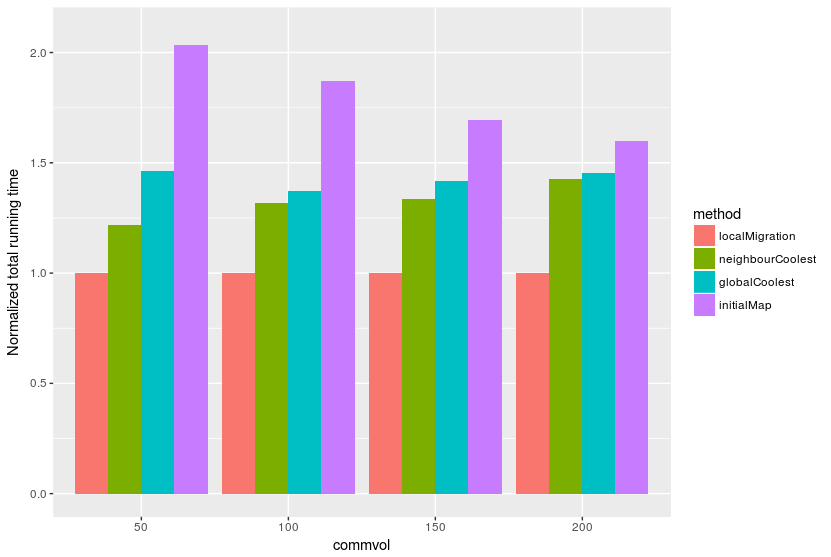 Normalized total running time
2.0
1.5
1.0
0.5
0.0
50 100 150 200
commvol
method
localMigration
neighbourCoolest
globalCoolest
initialMap